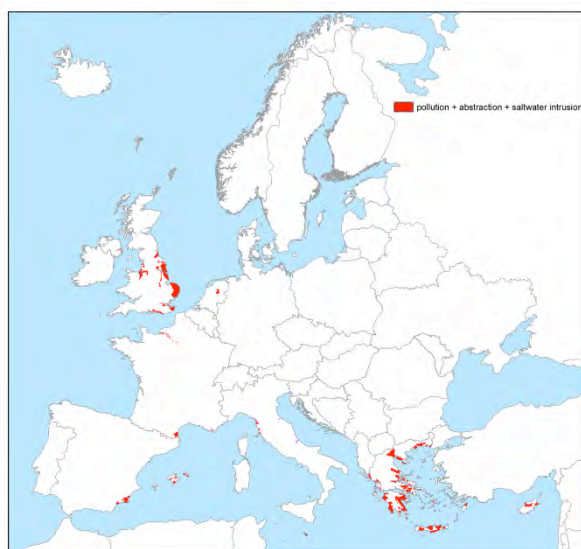 pollution + abstraction + saltwater intrusion